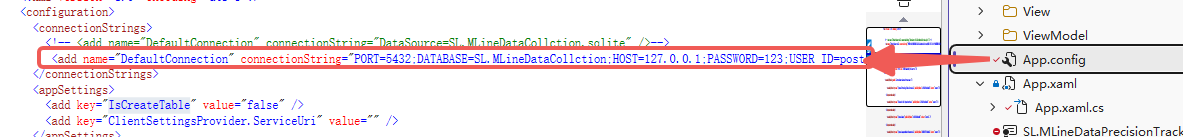 <configuration>
<connectionStrings>
<!-- <add name="DefaultConnection" connectionString="DataSource=SL.MLineDataCollction.sqlite" />-->
<add name="DefaultConnection" connectionString="PORT=5432;DATABASE=SL.MLineDataCollction;HOST=127.0.0.1;PASSWORD=123;USER ID=post
</connectionStrings>
<appSettings>
<add key="IsCreateTable" value="false" />
<add key="ClientSettingsProvider.ServiceUri" value="" />
</appSettings>
View
ViewModel
App.config
App.xaml
App.xaml.cs
SL.MLineDataPrecisionTrack